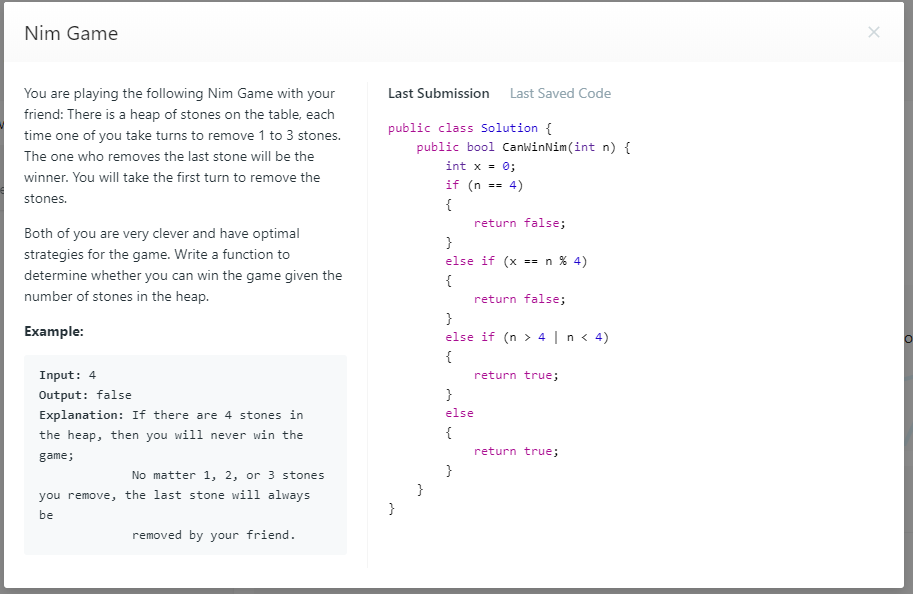 Nim Game
×
You are playing the following Nim Game with your
friend: There is a heap of stones on the table, each
time one of you take turns to remove 1 to 3 stones.
The one who removes the last stone will be the
winner. You will take the first turn to remove the
stones.
Both of you are very clever and have optimal
strategies for the game. Write a function to
determine whether you can win the game given the
number of stones in the heap.
Example:
Input: 4
Output: false
Explanation: If there are 4 stones in
the heap, then you will never win the
game;
No matter 1, 2, or 3 stones
you remove, the last stone will always
be
removed by your friend.
Last Submission Last Saved Code
public class Solution {
    public bool CanWinNim(int n) {
        int x = 0;
        if (n == 4)
        {
            return false;
        }
        else if (x == n % 4)
        {
            return false;
        }
        else if (n > 4 | n < 4)
        {
            return true;
        }
        else
        {
            return true;
        }
    }
}